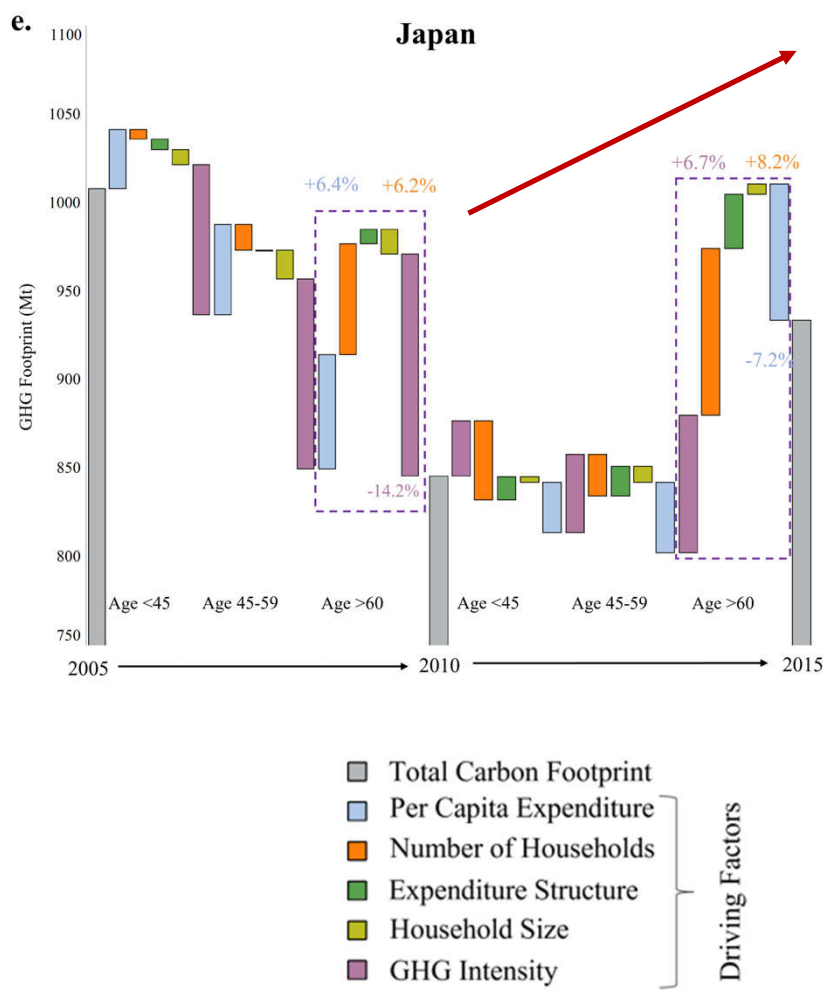 e.
Japan
1100
1050
1000
950
900
850
800
750
GHG Footprint (Mt)
+6.4%
+6.2%
-14.2%
+6.7%
+8.2%
-7.2%
Age <45
Age 45-59
Age >60
Age <45
Age 45-59
Age >60
2005
2010
2015
Total Carbon Footprint
Per Capita Expenditure
Number of Households
Expenditure Structure
Household Size
GHG Intensity
Driving Factors